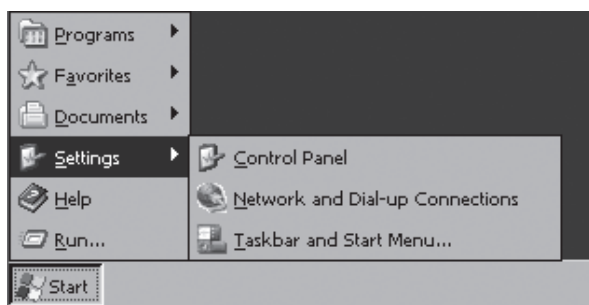 Programs
Favorites
Documents
Settings
Control Panel
Help
Network and Dial-up Connections
Run...
Taskbar and Start Menu...
Start